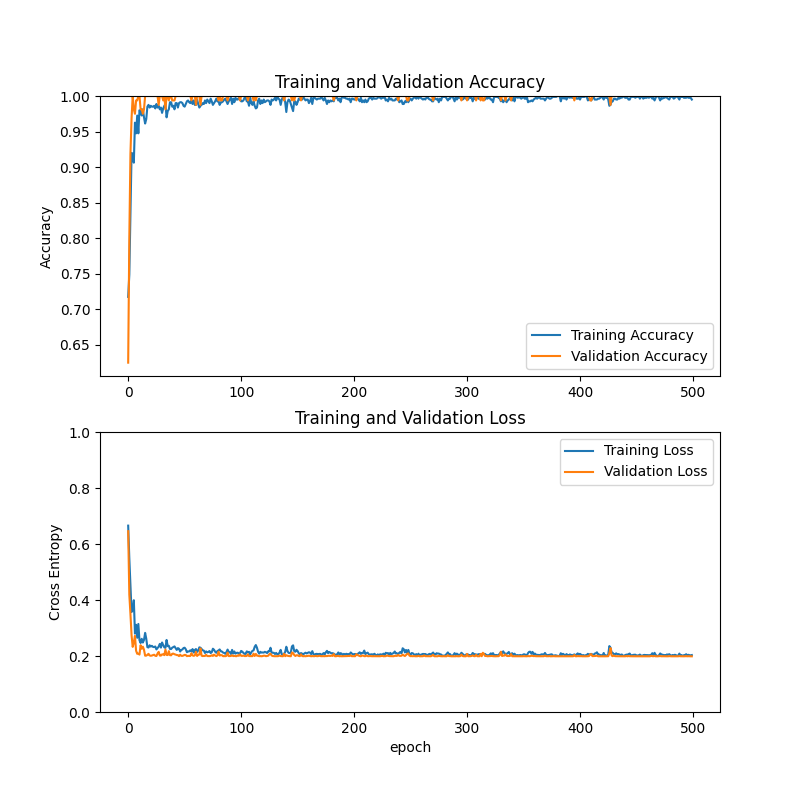 Training and Validation Accuracy
1.00
0.95
0.90
0.85
0.80
0.75
0.70
0.65
Accuracy
Training Accuracy
Validation Accuracy
0 100 200 300 400 500
Training and Validation Loss
1.0
0.8
0.6
0.4
0.2
0.0
Cross Entropy
Training Loss
Validation Loss
0 100 200 300 400 500
epoch